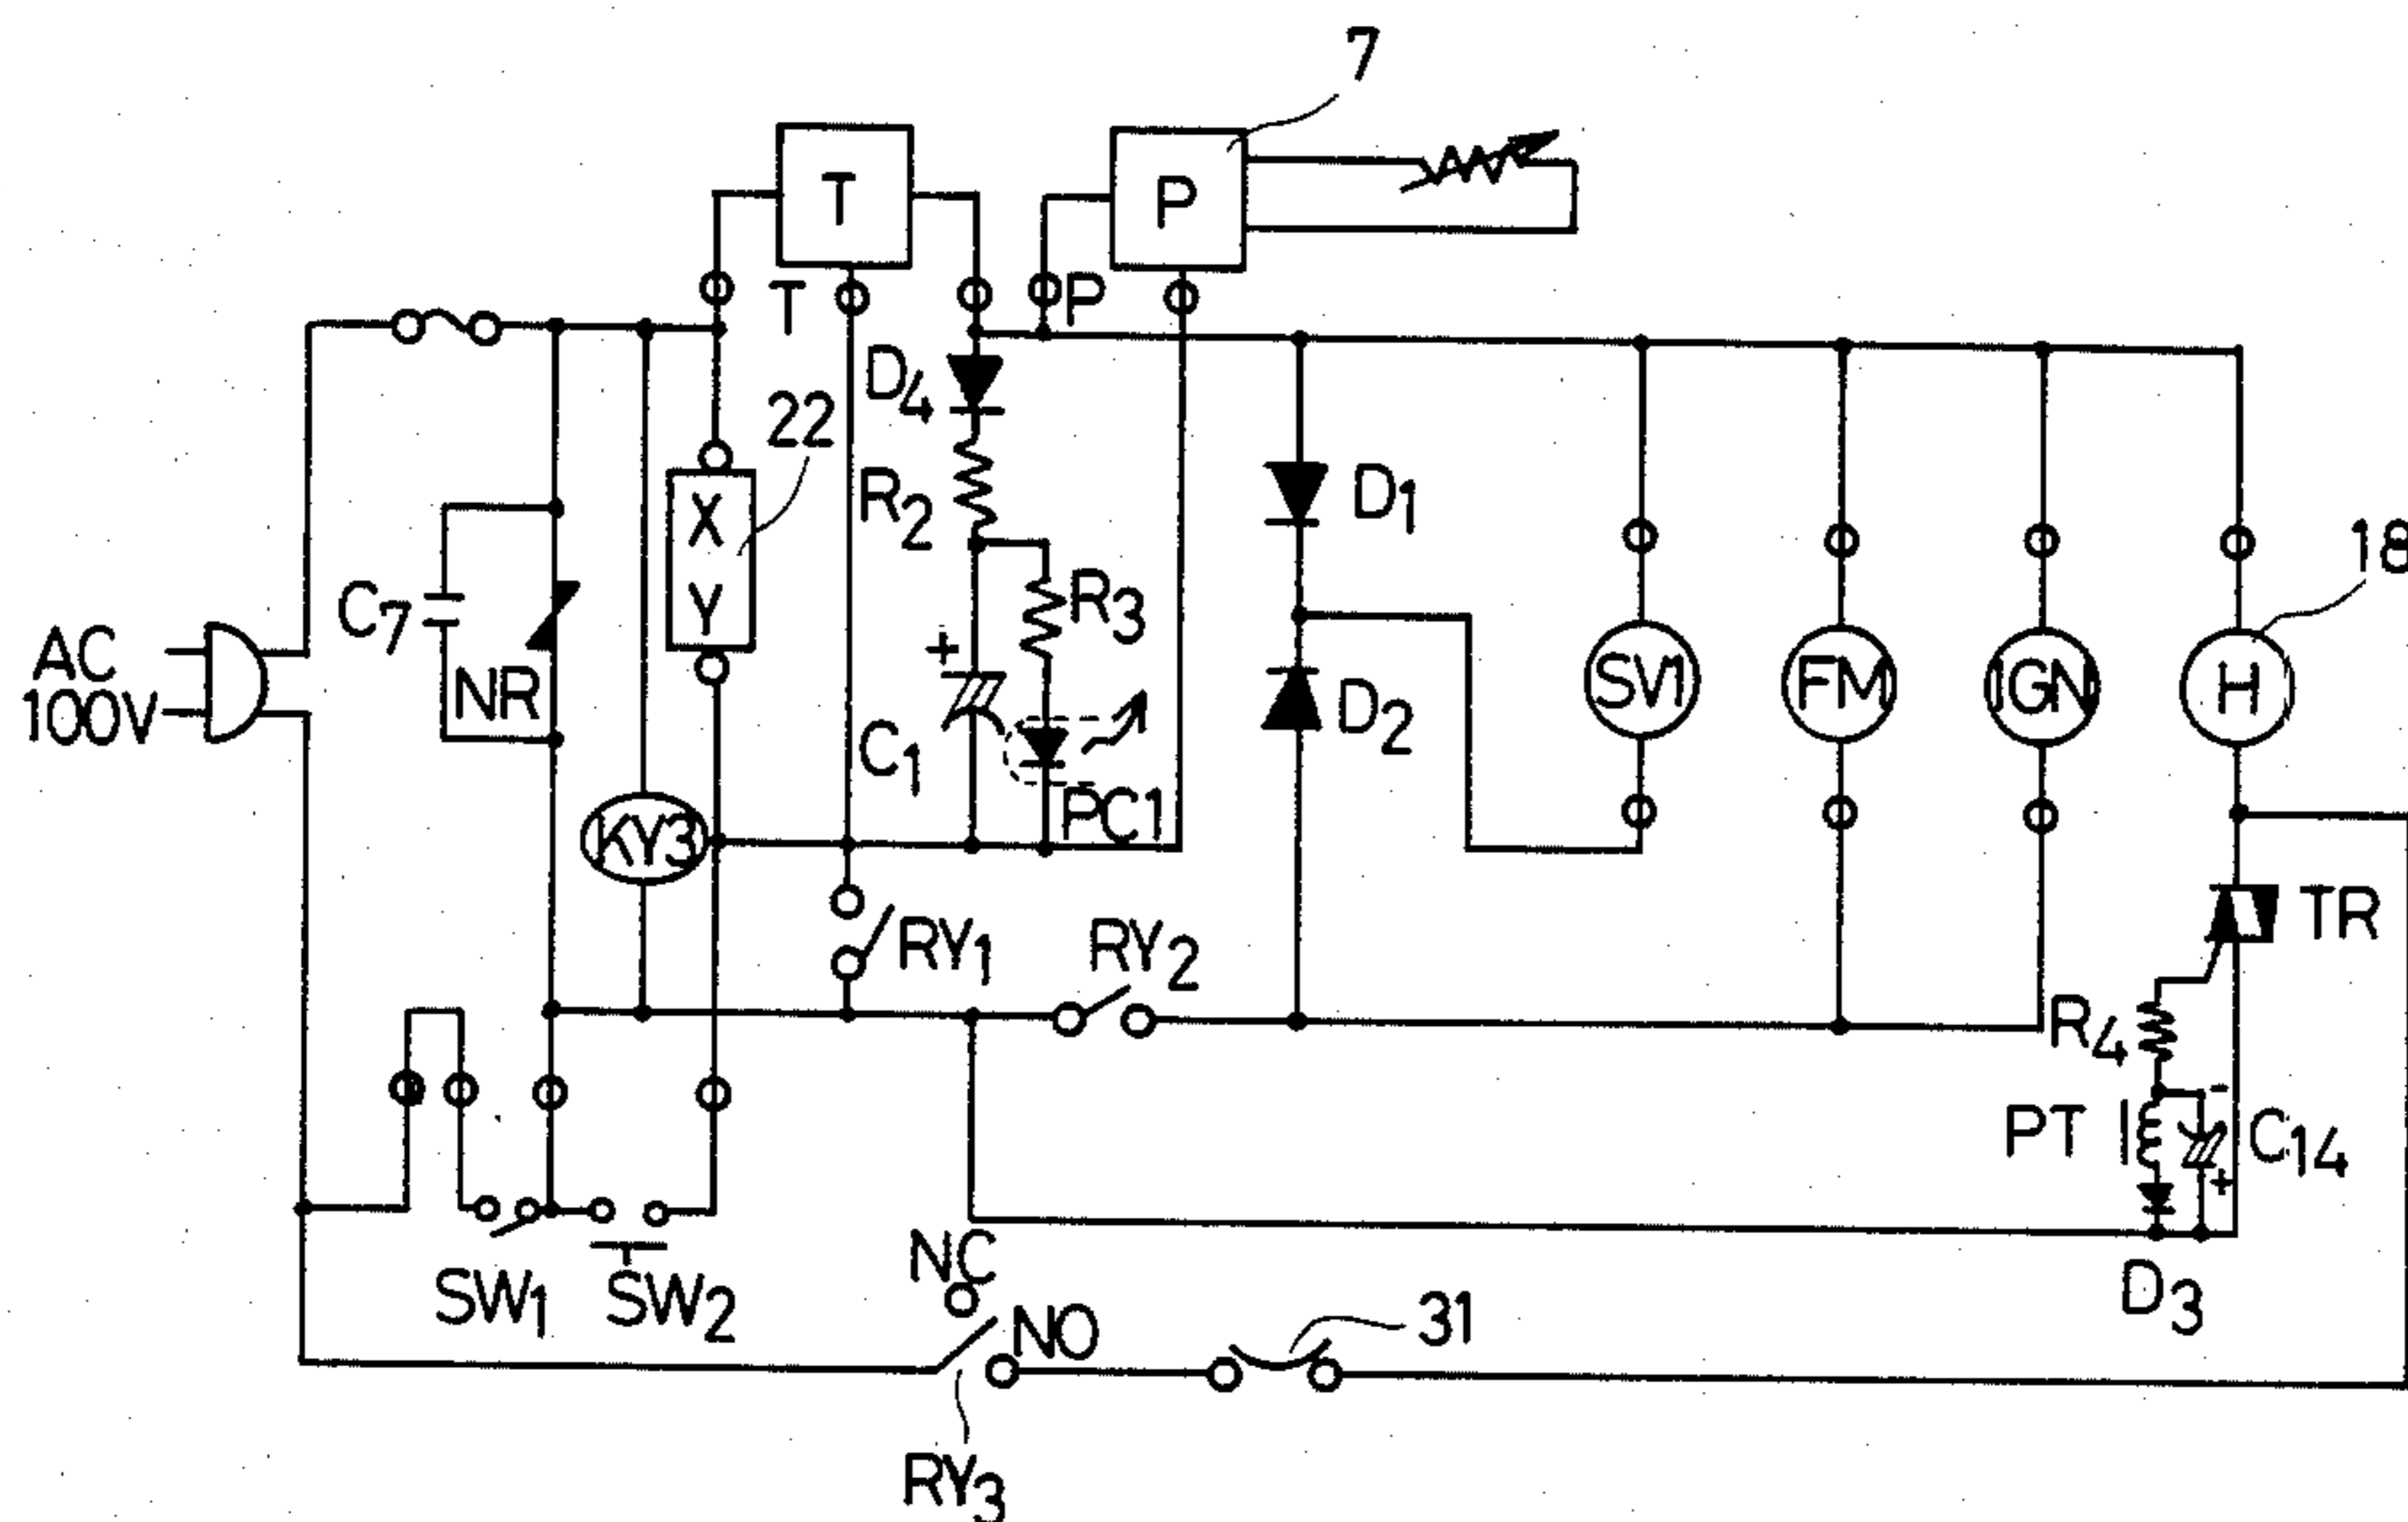 7
T
P
T
P
D4
22
X
Y
R2
D1
18
C7
R3
AC
100V
NR
+
C1
PC1
D2
SV1
FM
IGN
H
KY3
TR
RY1
RY2
R4
-
PT
C14
+
SW1
SW2
NC
NO
31
D3
RY3